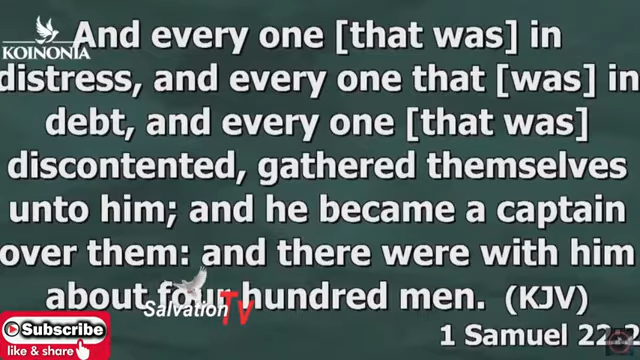 KOINONIA
And every one [that was] in
distress, and every one that [was] in
debt, and every one [that was]
discontented, gathered themselves
unto him; and he became a captain
over them: and there were with him
about four hundred men. (KJV)
Salvation TV
1 Samuel 22:2
Subscribe
like & share